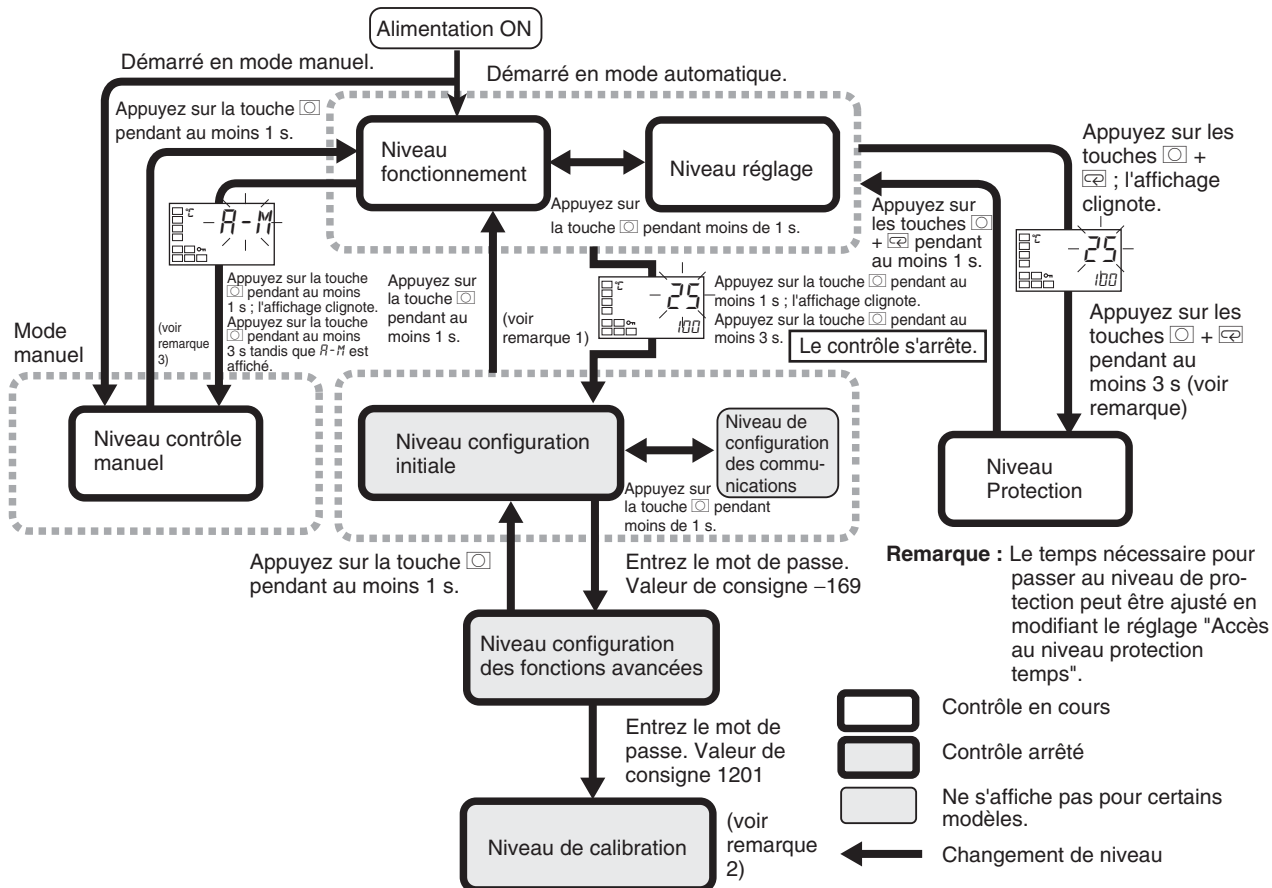 Alimentation ON
Démarré en mode manuel.
Démarré en mode automatique.
Appuyez sur la touche
pendant au moins 1 s.
Niveau
fonctionnement
Niveau réglage
Appuyez sur
la touche pendant moins de 1 s.
Appuyez sur les
touches +
; l'affichage
clignote.
Appuyez sur
les touches
+ pendant
au moins 1 s.
°C
A-M
Appuyez sur la touche
pendant au moins
1 s ; l'affichage clignote.
Appuyez sur la touche
pendant au moins
3 s tandis que A-M est
affiché.
(voir
remarque
3)
Appuyez sur
la touche
pendant au
moins 1 s.
(voir
remarque 1)
°C
25
100
Appuyez sur la touche pendant au
moins 1 s ; l'affichage clignote.
Appuyez sur la touche pendant au
moins 3 s.
Le contrôle s'arrête.
°C
25
100
Appuyez sur les
touches +
pendant au
moins 3 s (voir
remarque)
Mode
manuel
Niveau contrôle
manuel
Niveau configuration
initiale
Niveau de
configuration
des commu-
nications
Appuyez sur
la touche pendant
moins de 1 s.
Niveau
Protection
Appuyez sur la touche
pendant au moins 1 s.
Entrez le mot de passe.
Valeur de consigne –169
Remarque : Le temps nécessaire pour
passer au niveau de pro-
tection peut être ajusté en
modifiant le réglage "Accès
au niveau protection
temps".
Niveau configuration
des fonctions avancées
Entrez le mot de
passe. Valeur de
consigne 1201
Niveau de calibration
(voir
remarque
2)
Contrôle en cours
Contrôle arrêté
Ne s'affiche pas pour certains
modèles.
Changement de niveau